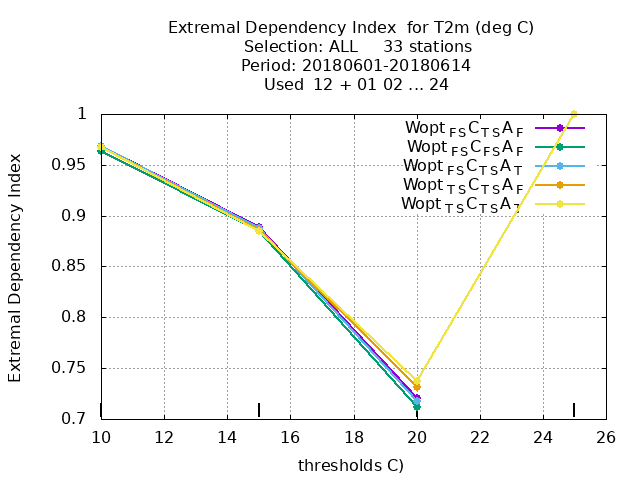 Extremal Dependency Index  for T2m (deg C)
Selection: ALL     33 stations
Period: 20180601-20180614
Used  12 + 01 02 ... 24
Extremal Dependency Index
1
0.95
0.9
0.85
0.8
0.75
0.7
Wopt FS C TS A F
Wopt FS C FS A F
Wopt FS C TS A T
Wopt TS C TS A F
Wopt TS C TS A T
10 12 14 16 18 20 22 24 26
thresholds C)